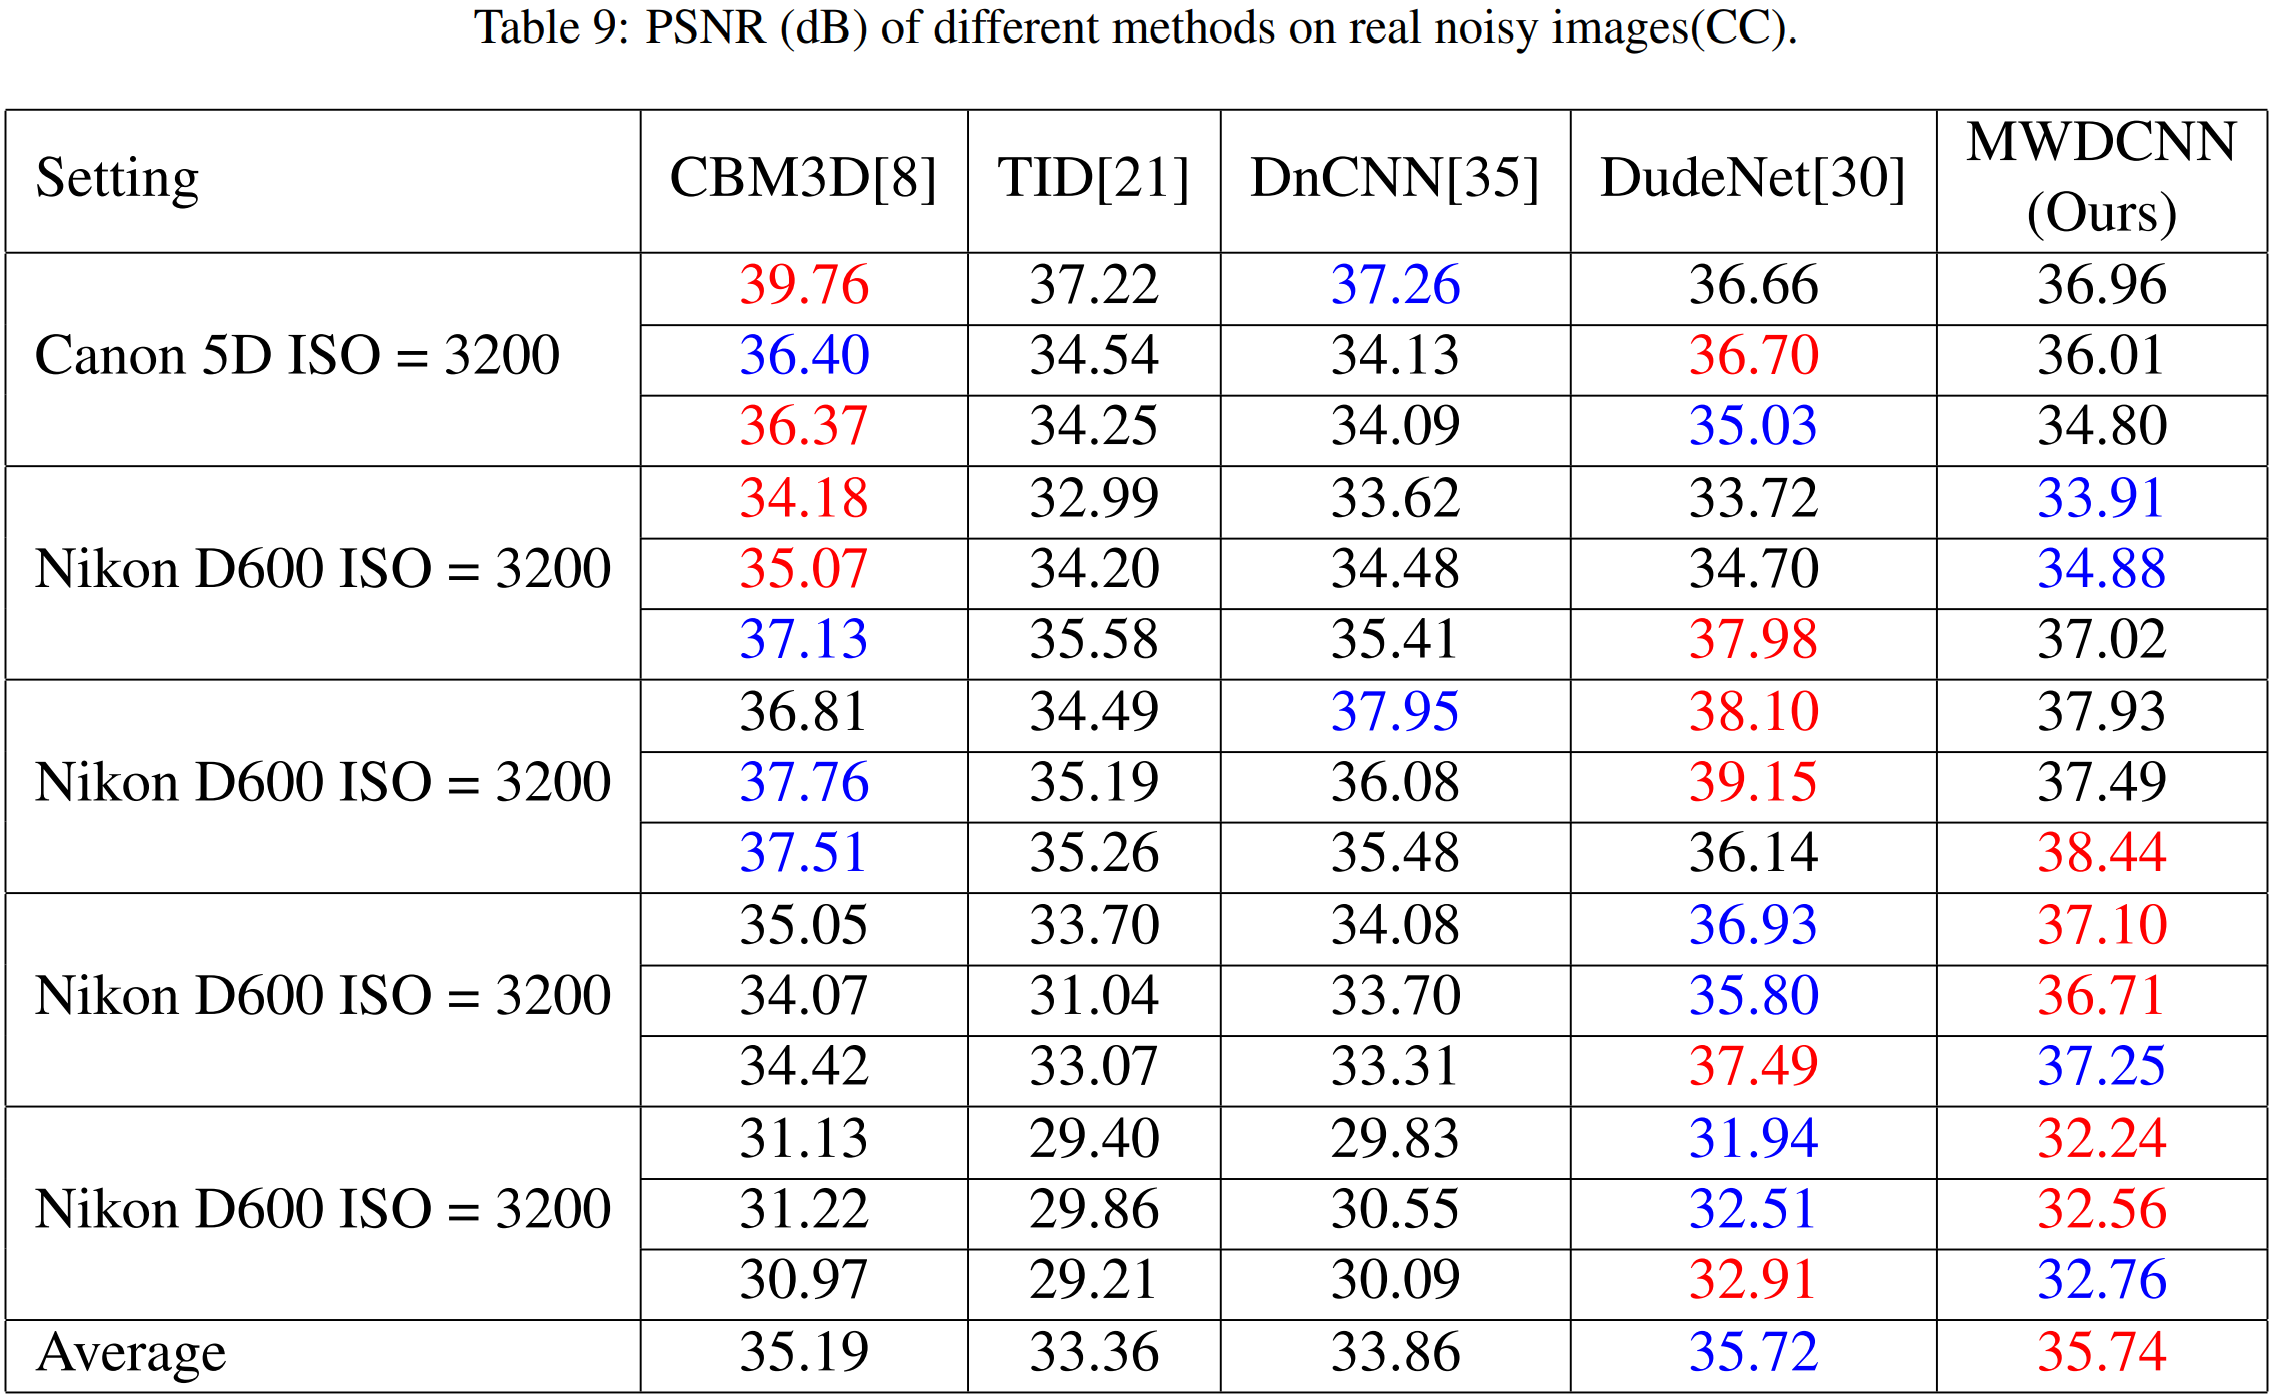 Table 9: PSNR (dB) of different methods on real noisy images(CC).
Setting CBM3D[8] TID[21] DnCNN[35] DudeNet[30] MWDCNN (Ours)
Canon 5D ISO = 3200 39.76 37.22 37.26 36.66 36.96
36.40 34.54 34.13 36.70 36.01
36.37 34.25 34.09 35.03 34.80
Nikon D600 ISO = 3200 34.18 32.99 33.62 33.72 33.91
35.07 34.20 34.48 34.70 34.88
37.13 35.58 35.41 37.98 37.02
Nikon D600 ISO = 3200 36.81 34.49 37.95 38.10 37.93
37.76 35.19 36.08 39.15 37.49
37.51 35.26 35.48 36.14 38.44
Nikon D600 ISO = 3200 35.05 33.70 34.08 36.93 37.10
34.07 31.04 33.70 35.80 36.71
34.42 33.07 33.31 37.49 37.25
Nikon D600 ISO = 3200 31.13 29.40 29.83 31.94 32.24
31.22 29.86 30.55 32.51 32.56
30.97 29.21 30.09 32.91 32.76
Average 35.19 33.36 33.86 35.72 35.74